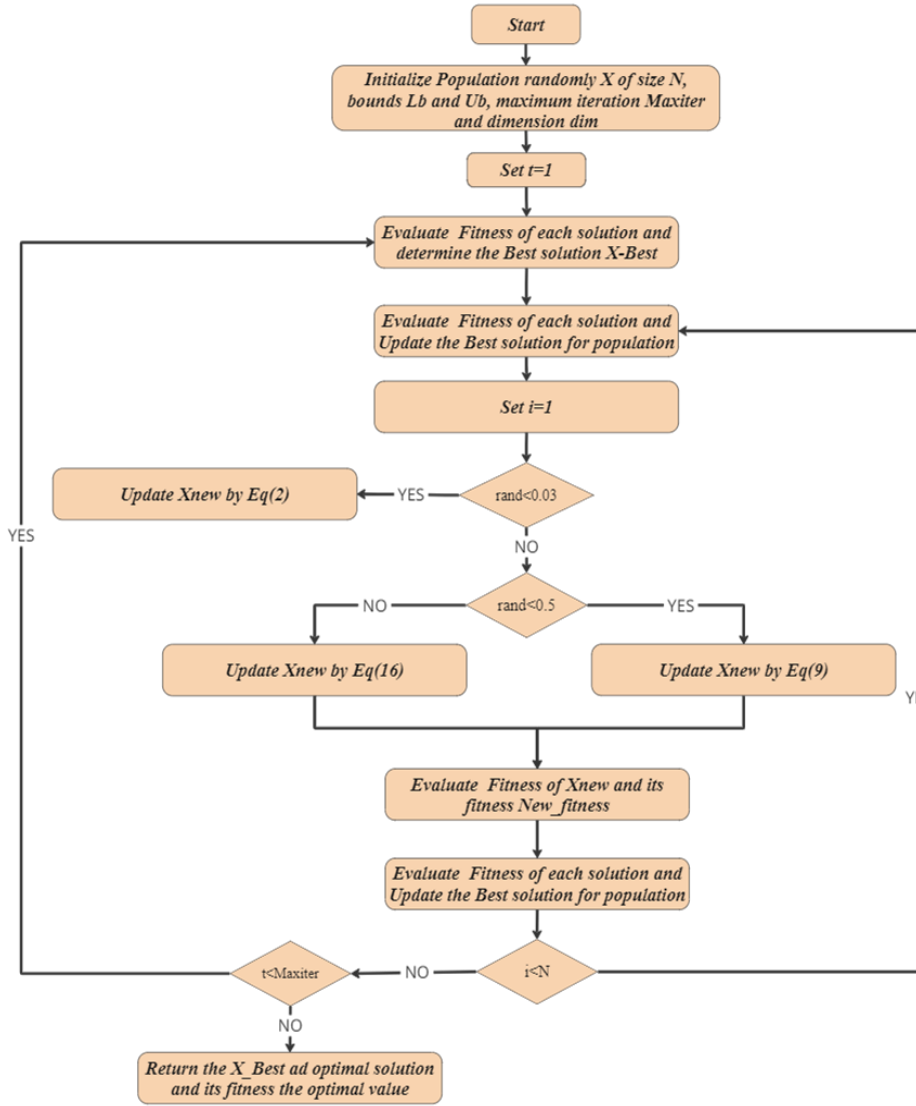 Start
Initialize Population randomly X of size N,
bounds Lb and Ub, maximum iteration Maxiter
and dimension dim
Set t=1
Evaluate Fitness of each solution and
determine the Best solution X-Best
Evaluate Fitness of each solution and
Update the Best solution for population
Set i=1
rand<0.03
YES
Update Xnew by Eq(2)
YES
NO
rand<0.5
NO
YES
Update Xnew by Eq(16)
Update Xnew by Eq(9)
Evaluate Fitness of Xnew and its
fitness New_fitness
Evaluate Fitness of each solution and
Update the Best solution for population
t<Maxiter
NO
i<N
NO
Return the X_Best ad optimal solution
and its fitness the optimal value